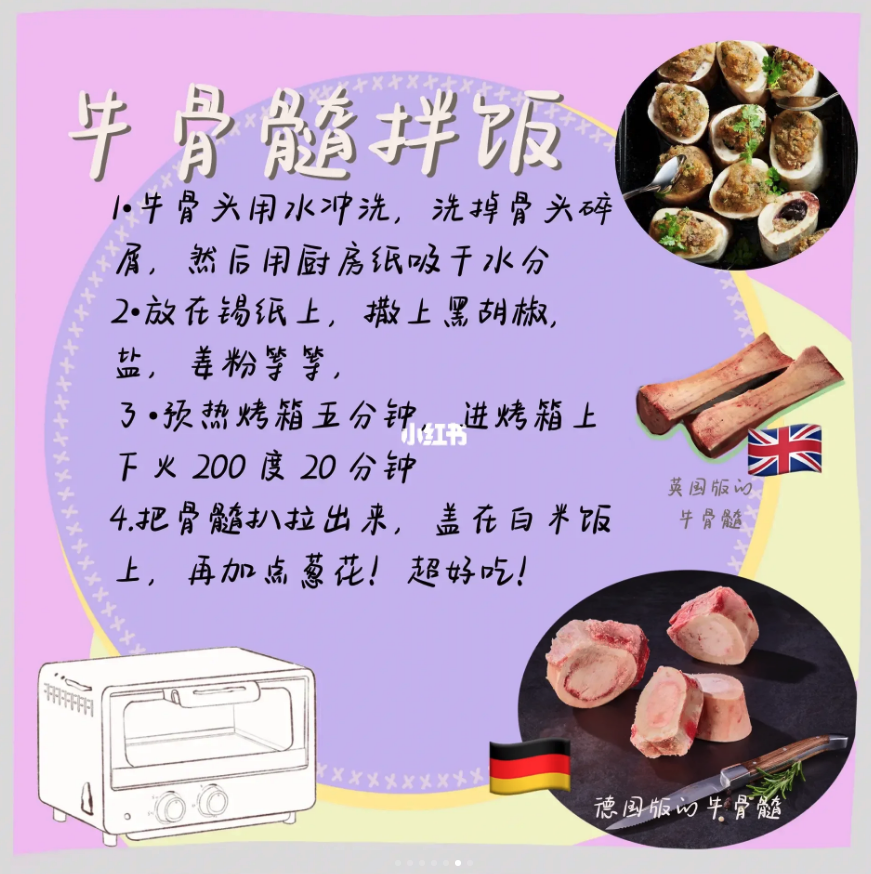 牛骨髓拌饭
1•牛骨头用水冲洗，洗掉骨头碎
屑，然后用厨房纸吸干水分
2•放在锡纸上，撒上黑胡椒，
盐，姜粉等等，
3•预热烤箱五分钟，进烤箱上
下火200度20分钟
小红书
4.把骨髓扒拉出来，盖在白米饭
上，再加点葱花！超好吃！
英国版的
牛骨髓
德国版的牛骨髓